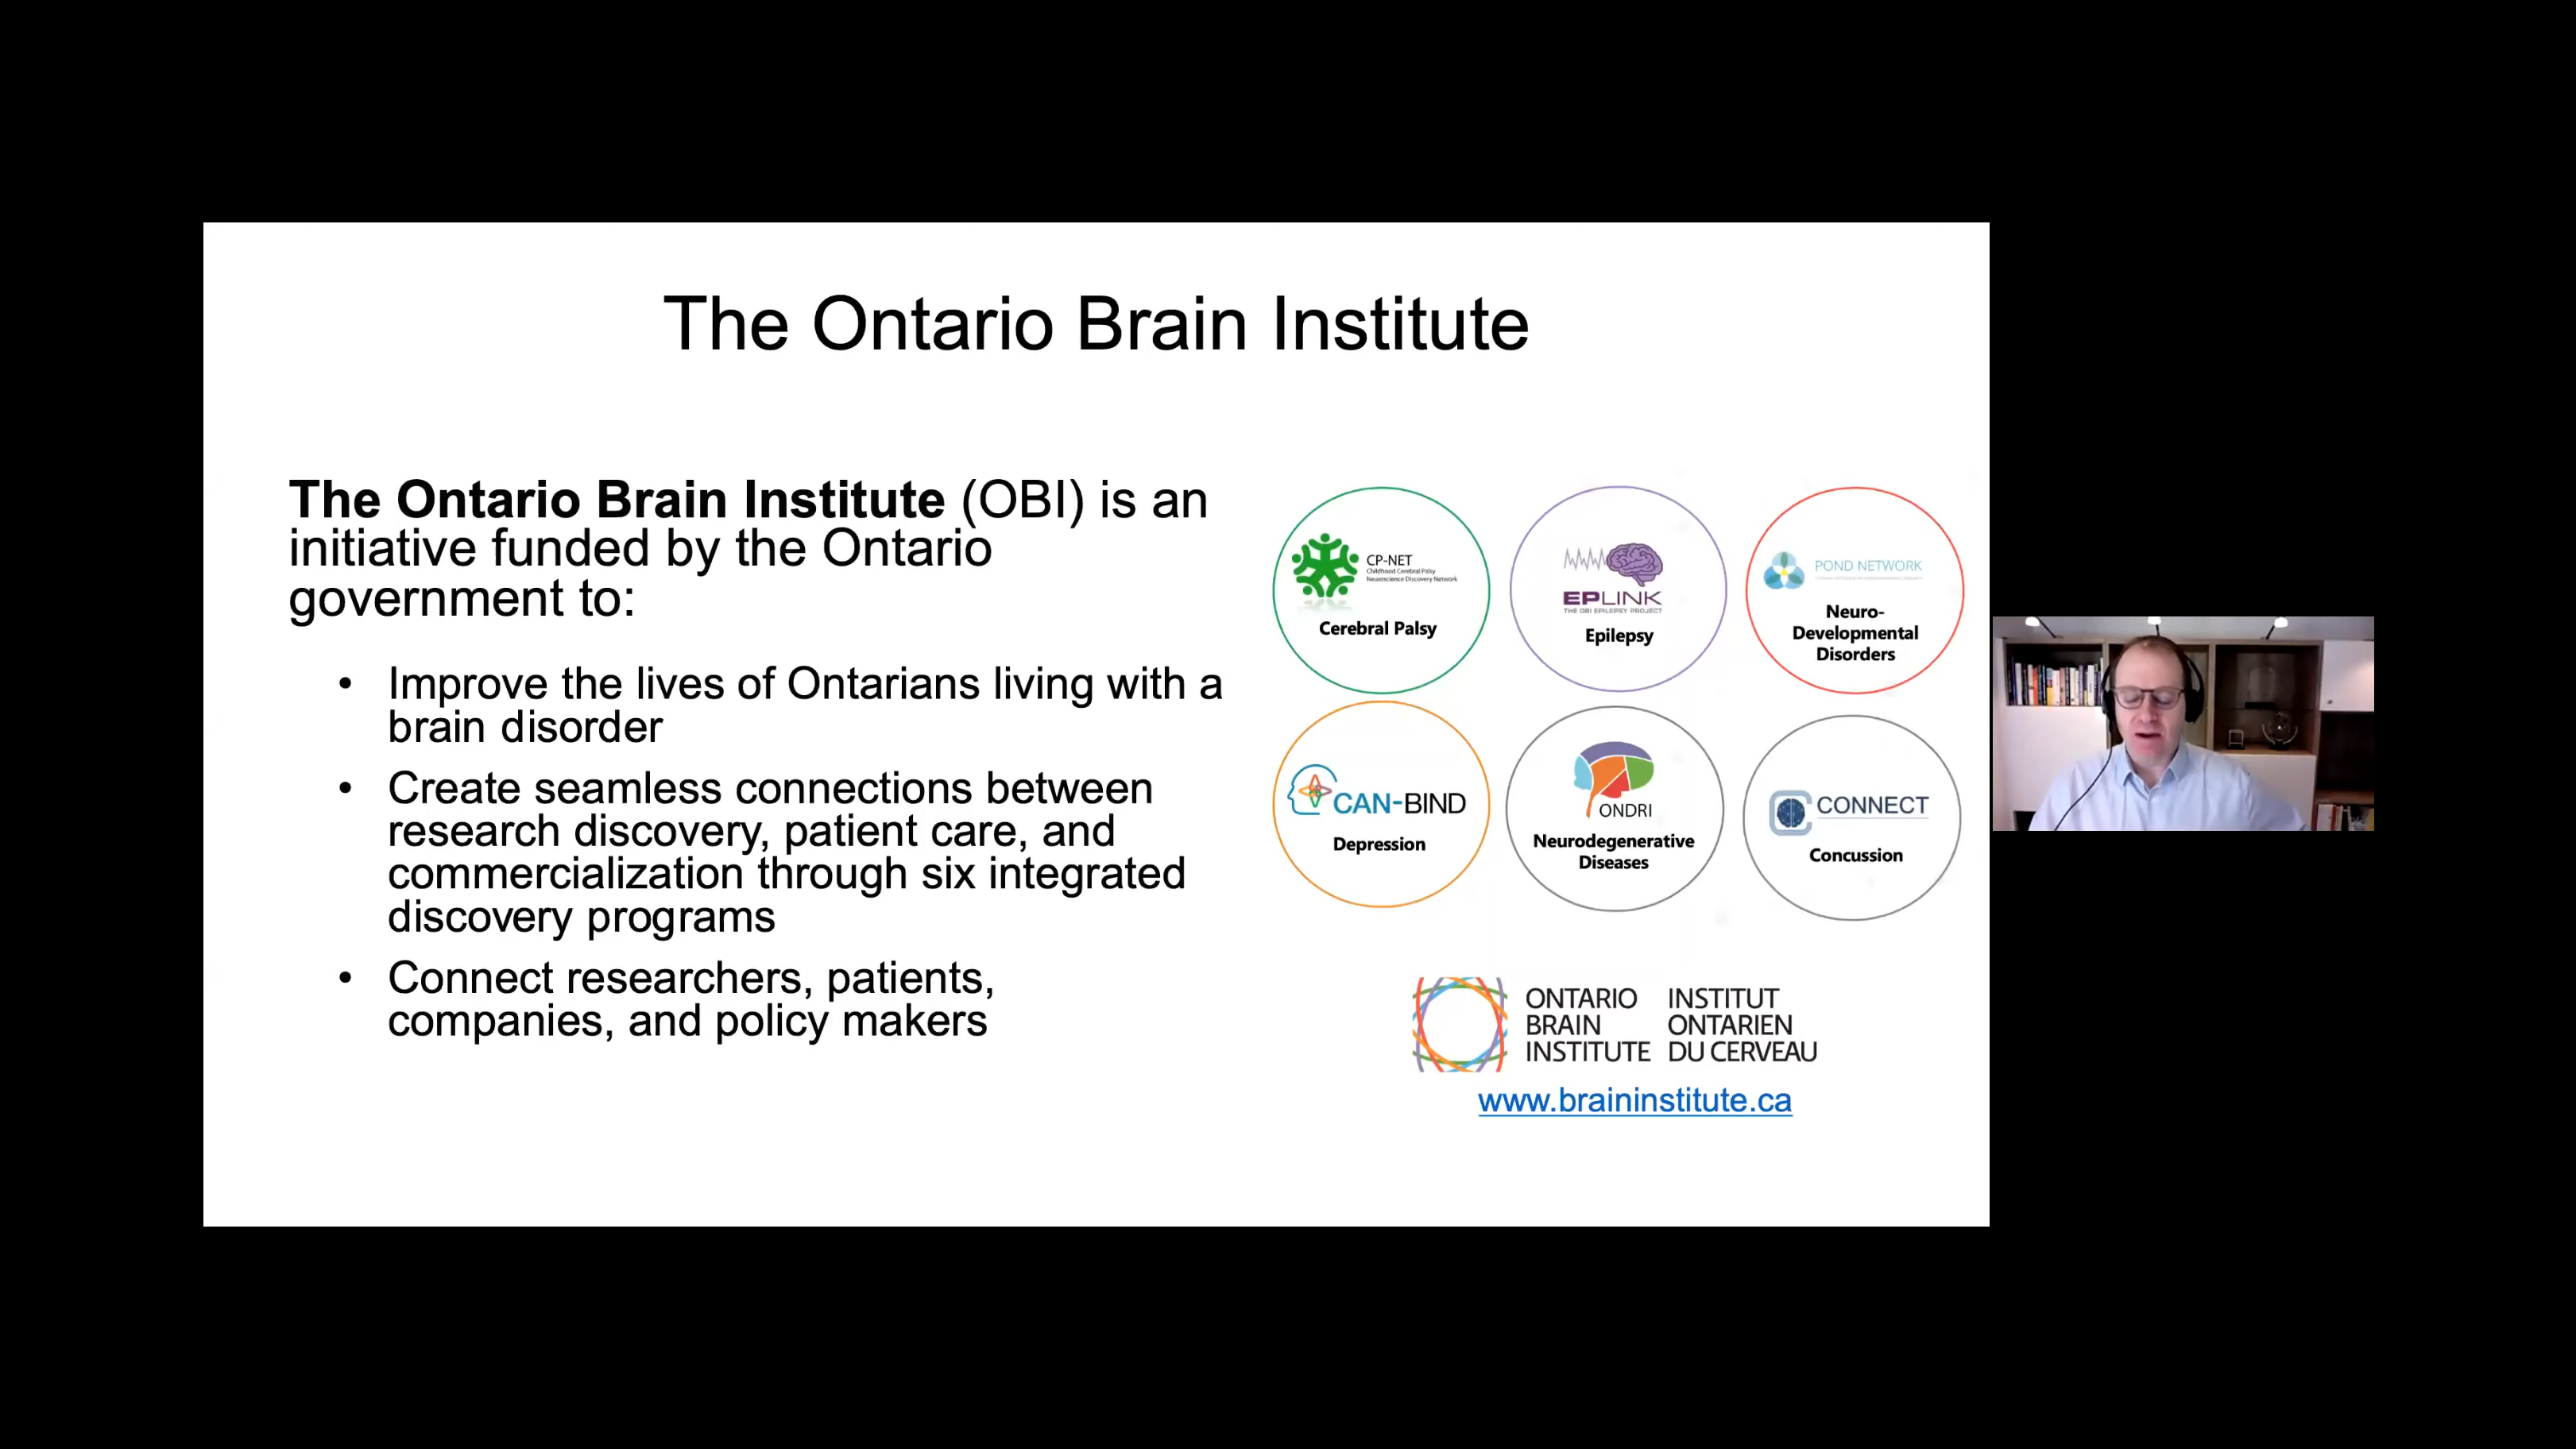 The Ontario Brain Institute
The Ontario Brain Institute (OBI) is an
initiative funded by the Ontario
government to:
• Improve the lives of Ontarians living with a
brain disorder
• Create seamless connections between
research discovery, patient care, and
commercialization through six integrated
discovery programs
• Connect researchers, patients,
companies, and policy makers
CP-NET
Childhood Cerebral Palsy
Neuroscience Discovery Network
Cerebral Palsy
EPLINK
THE OBI EPILEPSY PROJECT
Epilepsy
POND NETWORK
Neuro-
Developmental
Disorders
CAN-BIND
Depression
ONDRI
Neurodegenerative
Diseases
CONNECT
Concussion
ONTARIO
BRAIN
INSTITUTE
INSTITUT
ONTARIEN
DU CERVEAU
www.braininstitute.ca